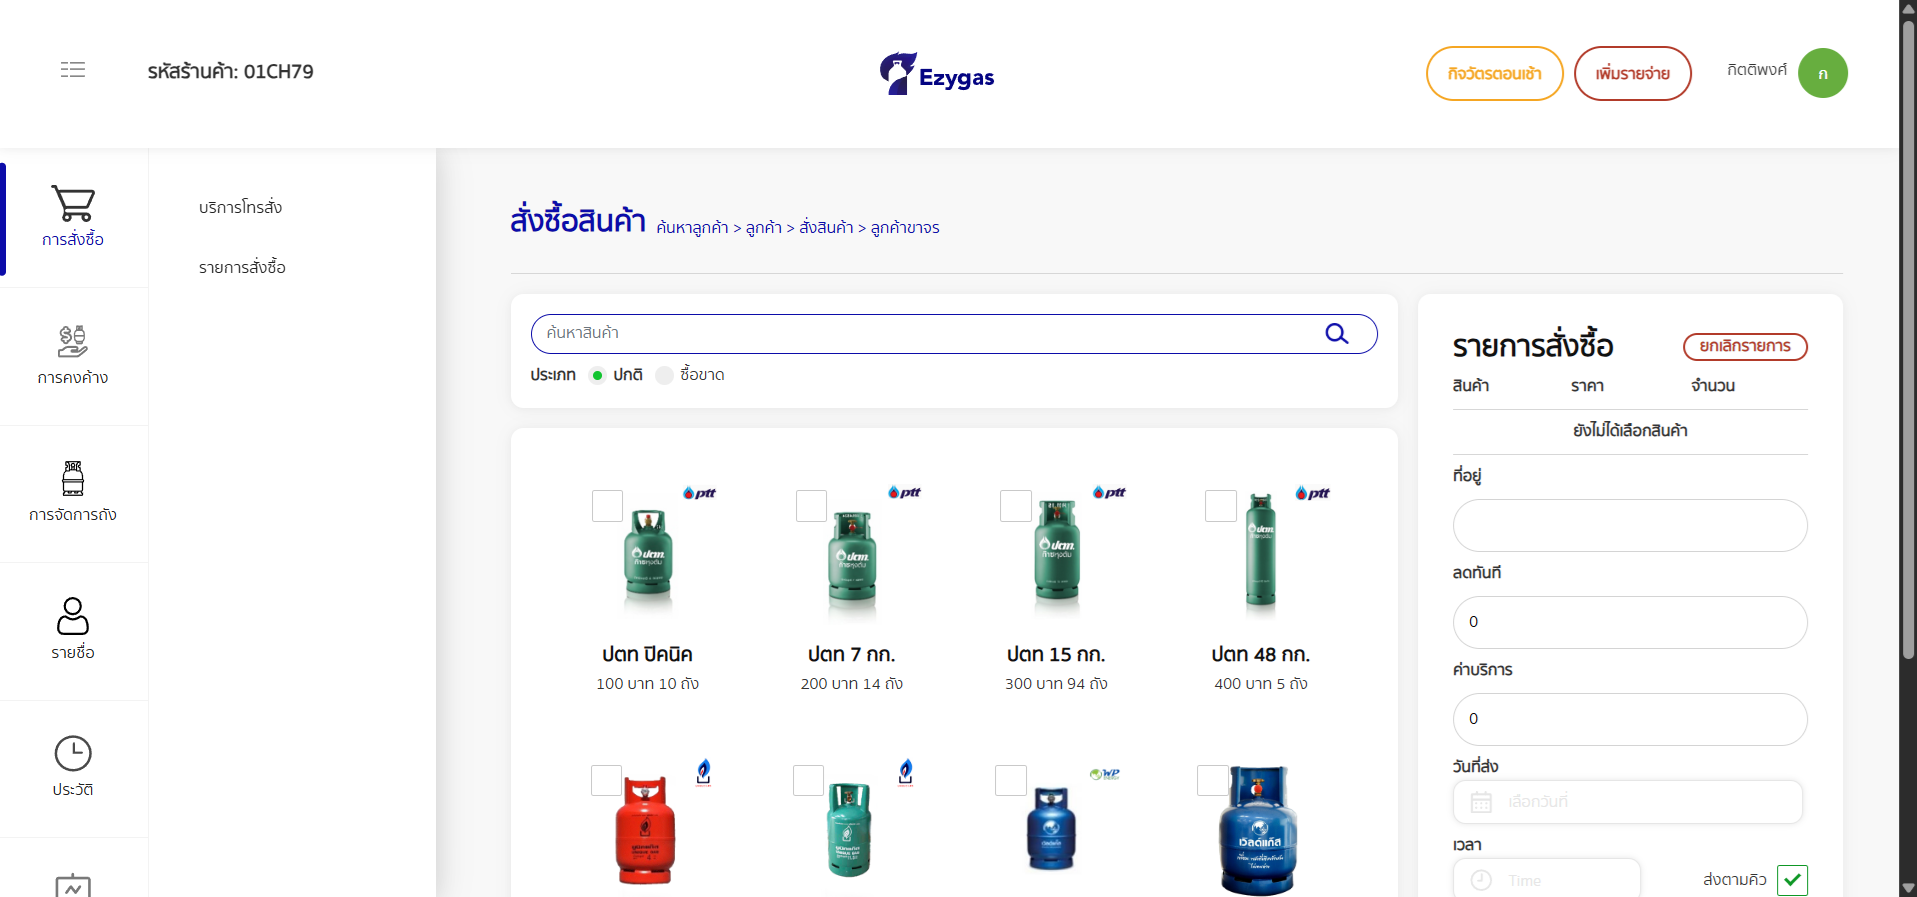 รหัสร้านค้า: 01CH79
Ezygas
กิจวัตรตอนเช้า
เพิ่มรายจ่าย
กิตติพงศ์
ก
การสั่งซื้อ
การคงค้าง
การจัดการถัง
รายชื่อ
ประวัติ
บริการโทรสั่ง
รายการสั่งซื้อ
สั่งซื้อสินค้า ค้นหาลูกค้า > ลูกค้า > สั่งสินค้า > ลูกค้าขาจร
ค้นหาสินค้า
ประเภท ปกติ ซื้อขาด
ptt
ptt
ptt
ptt
ปตท.
ปตท.
ปตท.
ปตท.
ปตท ปิคนิค
100 บาท 10 ถัง
ปตท 7 กก.
200 บาท 14 ถัง
ปตท 15 กก.
300 บาท 94 ถัง
ปตท 48 กก.
400 บาท 5 ถัง
WP
เวิลด์แก๊ส
รายการสั่งซื้อ
ยกเลิกรายการ
สินค้า ราคา จำนวน
ยังไม่ได้เลือกสินค้า
ที่อยู่
ลดทันที
0
ค่าบริการ
0
วันที่ส่ง
เลือกวันที่
เวลา
Time
ส่งตามคิว